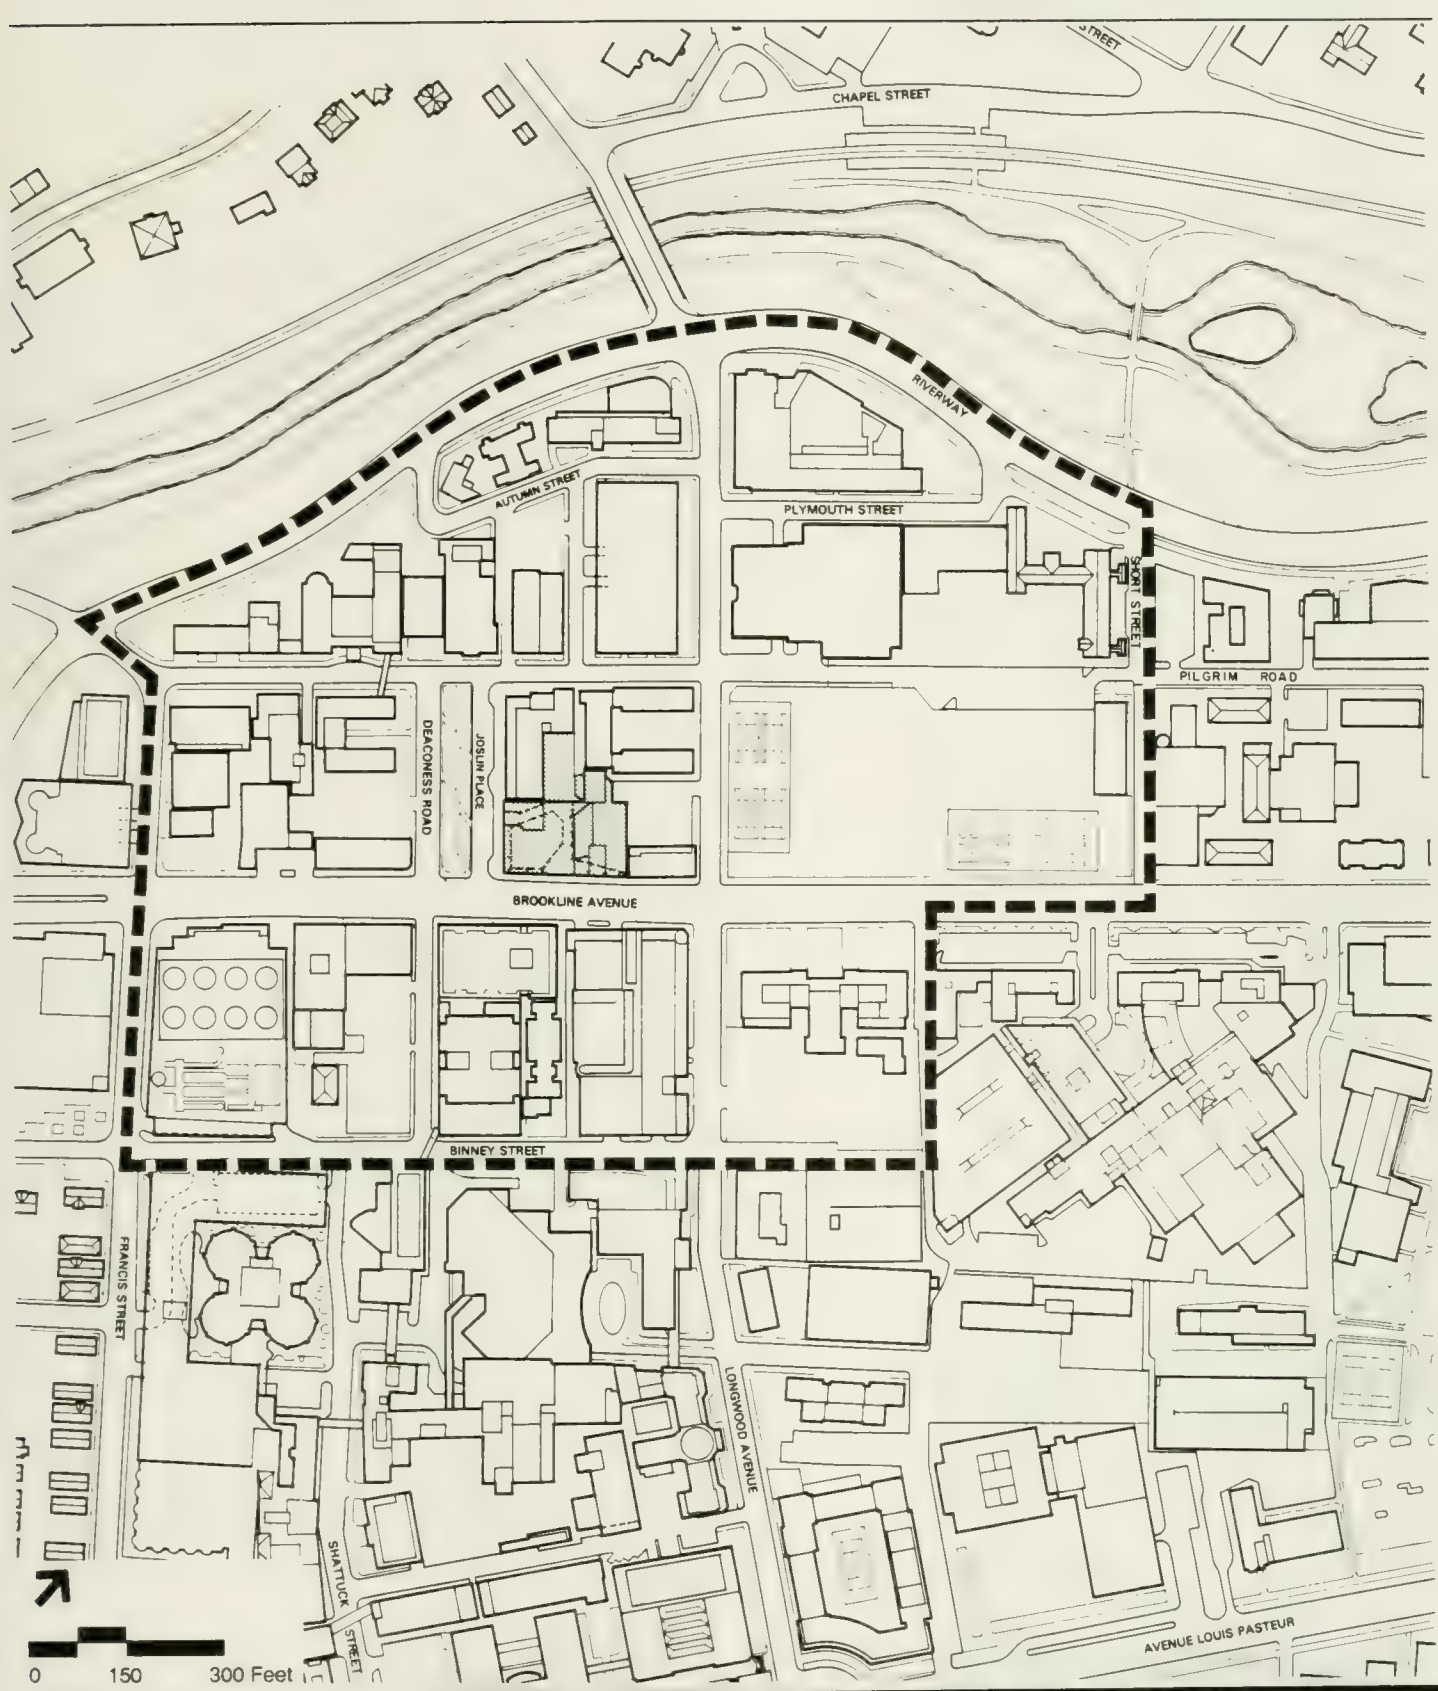 STREET
CHAPEL STREET
RIVERWAY
AUTUMN STREET
PLYMOUTH STREET
SHORT STREET
PILGRIM ROAD
DEACONESS ROAD
JOSLIN PLACE
BROOKLINE AVENUE
BINNEY STREET
FRANCIS STREET
LONGWOOD AVENUE
SHATTUCK STREET
AVENUE LOUIS PASTEUR
0 150 300 Feet